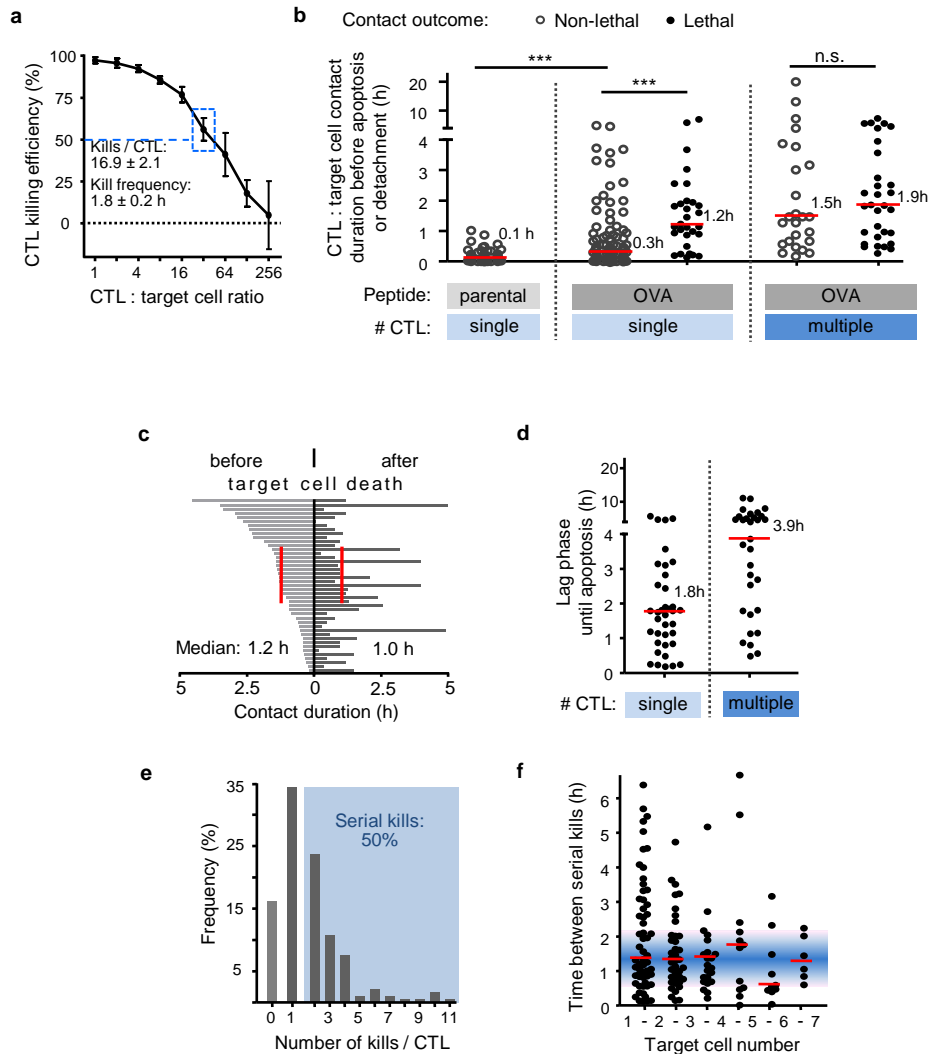 a
CTL killing efficiency (%)
100
75
50
25
0
Kills / CTL:
16.9 ± 2.1
Kill frequency:
1.8 ± 0.2 h
1 4 16 64 256
CTL : target cell ratio
b
Contact outcome: Non-lethal Lethal
CTL : target cell contact
duration before apoptosis
or detachment (h)
20
10
4
2
1
0
***
***
n.s.
0.1 h
0.3h
1.2h
1.5h
1.9h
Peptide: parental OVA OVA
# CTL: single single multiple
c
before after
target cell death
Median: 1.2 h 1.0 h
5 2.5 0 2.5 5
Contact duration (h)
d
Lag phase
until apoptosis (h)
20
10
4
3
2
1
0
1.8h
3.9h
# CTL: single multiple
e
Frequency (%)
35
25
15
5
Serial kills:
50%
0 1 3 5 7 9 11
Number of kills / CTL
f
Time between serial kills (h)
6
5
4
3
2
1
0
1 - 2 - 3 - 4 - 5 - 6 - 7
Target cell number